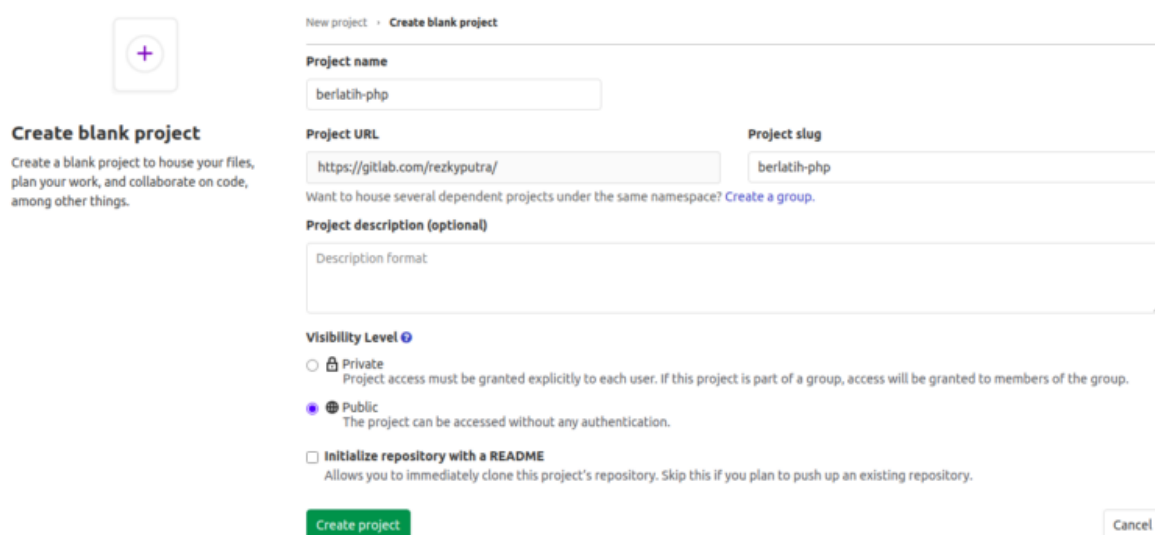 New project › Create blank project
Create blank project
Create a blank project to house your files,
plan your work, and collaborate on code,
among other things.
Project name
berlatih-php
Project URL
Project slug
https://gitlab.com/rezkyputra/
berlatih-php
Want to house several dependent projects under the same namespace? Create a group.
Project description (optional)
Description format
Visibility Level
Private
Project access must be granted explicitly to each user. If this project is part of a group, access will be granted to members of the group.
Public
The project can be accessed without any authentication.
Initialize repository with a README
Allows you to immediately clone this project's repository. Skip this if you plan to push up an existing repository.
Create project
Cancel